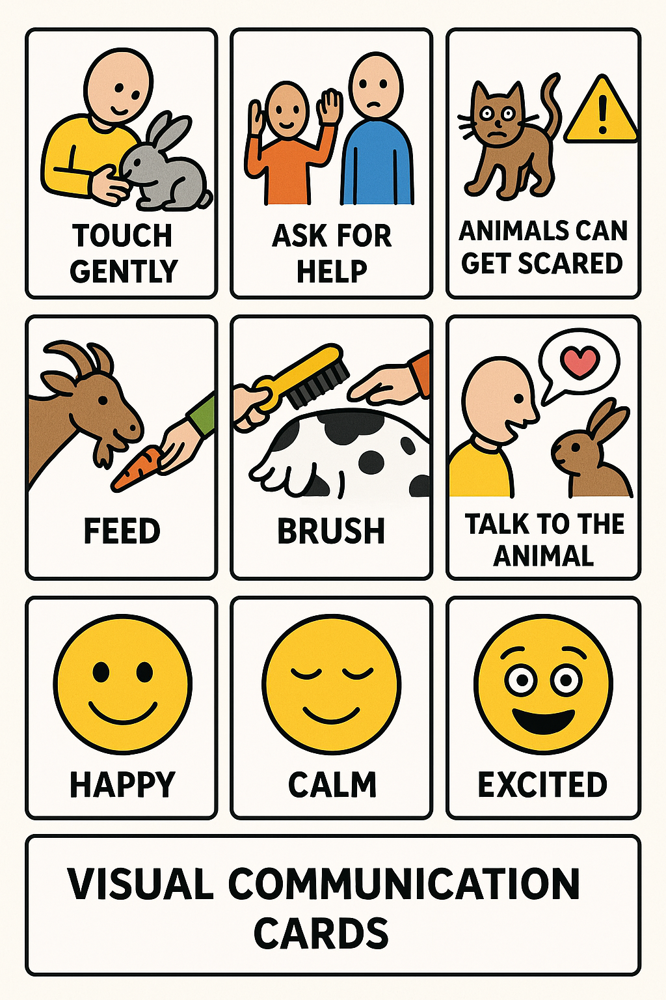 TOUCH
GENTLY
ASK FOR
HELP
ANIMALS CAN
GET SCARED
FEED
BRUSH
TALK TO THE
ANIMAL
HAPPY
CALM
EXCITED
VISUAL COMMUNICATION
CARDS